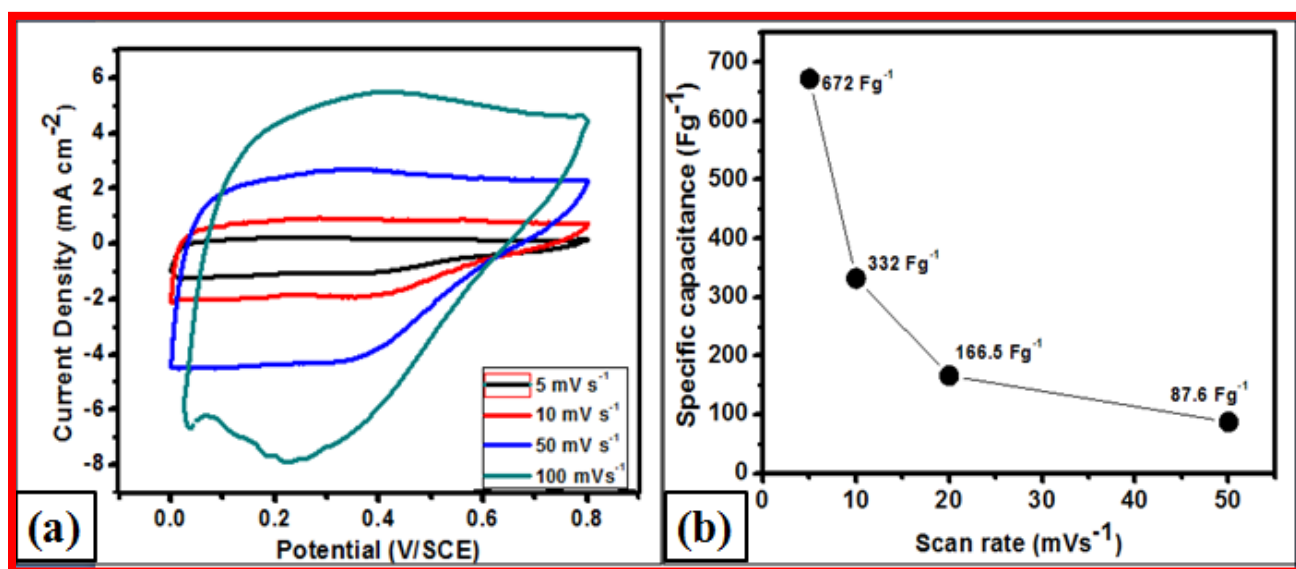 Current Density (mA cm⁻²)
6
4
2
0
-2
-4
-6
-8
0.0 0.2 0.4 0.6 0.8
Potential (V/SCE)
5 mV s⁻¹
10 mV s⁻¹
50 mV s⁻¹
100 mVs⁻¹
(a)
Specific capacitance (Fg⁻¹)
700
600
500
400
300
200
100
0
672 Fg⁻¹
332 Fg⁻¹
166.5 Fg⁻¹
87.6 Fg⁻¹
0 10 20 30 40 50
Scan rate (mVs⁻¹)
(b)